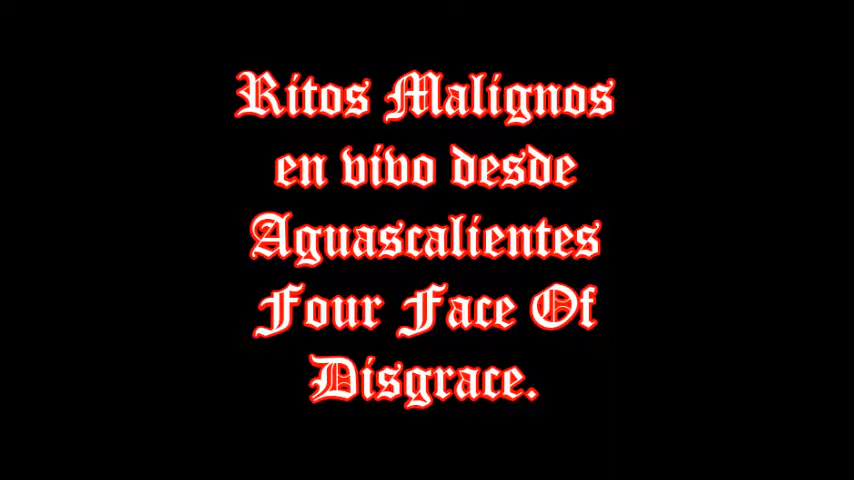 Ritos Malignos
en vivo desde
Aguascalientes
Four Face Of
Disgrace.